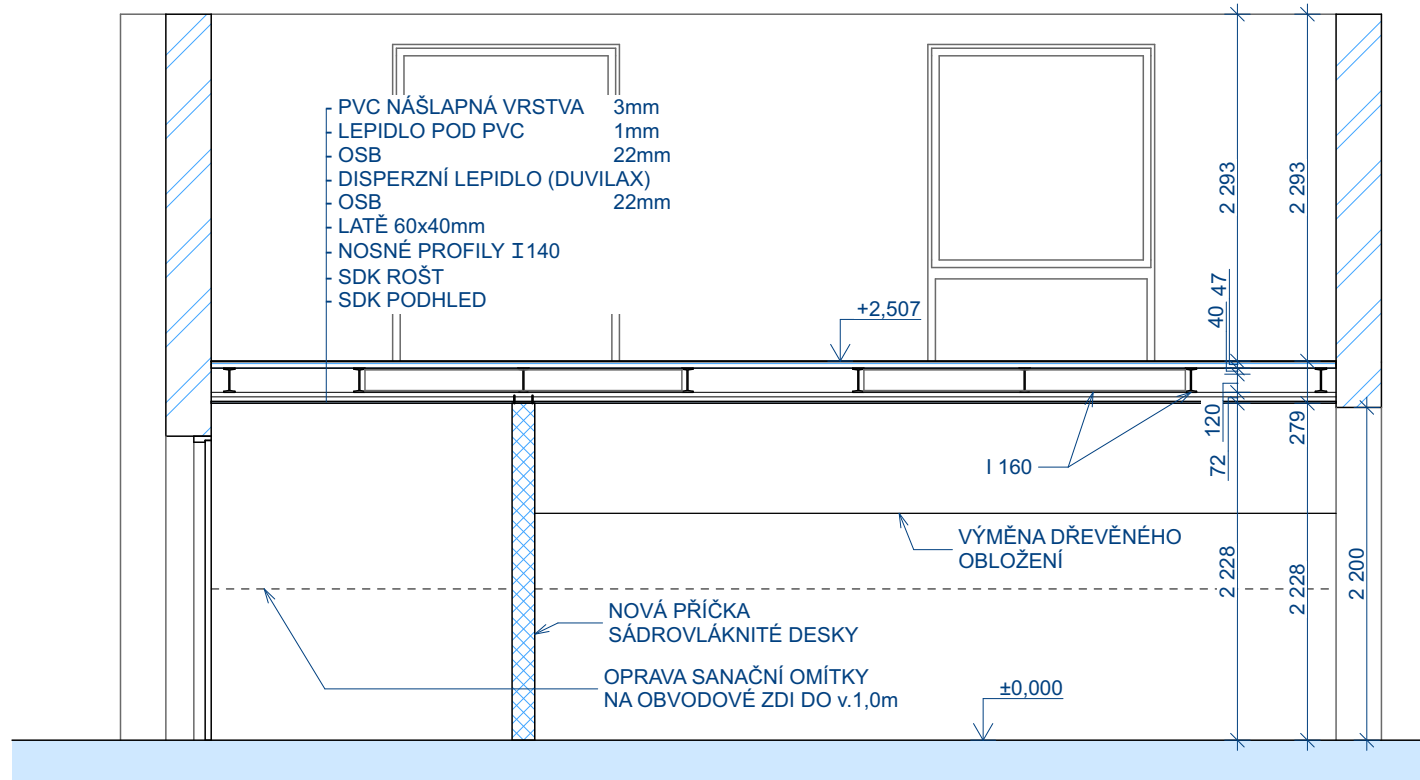 PVC NÁŠLAPNÁ VRSTVA 3mm
LEPIDLO POD PVC 1mm
OSB 22mm
DISPERZNÍ LEPIDLO (DUVILAX)
OSB 22mm
LATĚ 60x40mm
NOSNÉ PROFILY I 140
SDK ROŠT
SDK PODHLED
+2,507
2 293
2 293
40 47
72 120
279
I 160
VÝMĚNA DŘEVĚNÉHO
OBLOŽENÍ
2 228
2 228
2 200
NOVÁ PŘÍČKA
SÁDROVLÁKNITÉ DESKY
OPRAVA SANAČNÍ OMÍTKY
NA OBVODOVÉ ZDI DO v.1,0m
±0,000